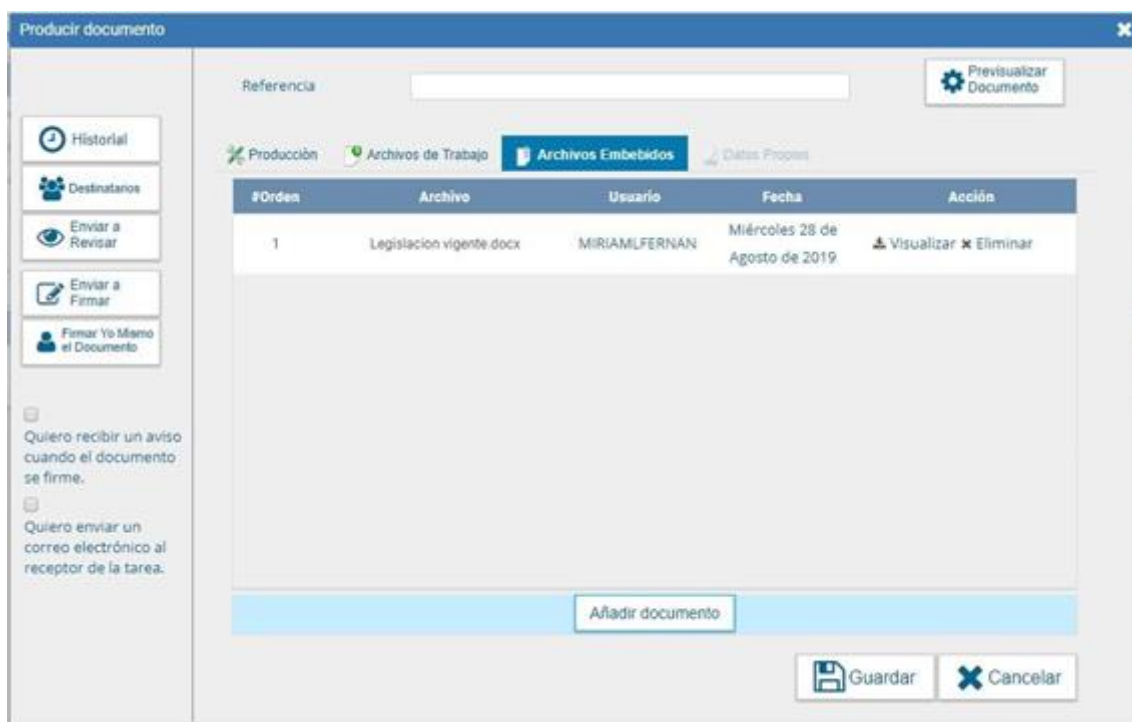 Producir documento
Referencia
Previsualizar
Documento
Historial
Destinatarios
Enviar a
Revisar
Enviar a
Firmar
Firmar Yo Mismo
el Documento
Quiero recibir un aviso
cuando el documento
se firme.
Quiero enviar un
correo electrónico al
receptor de la tarea.
Producción
Archivos de Trabajo
Archivos Embebidos
Datos Propios
#Orden
Archivo
Usuario
Fecha
Acción
1
Legislacion vigente.docx
MIRIAMLFERNAN
Miércoles 28 de
Agosto de 2019
Visualizar
Eliminar
Añadir documento
Guardar
Cancelar